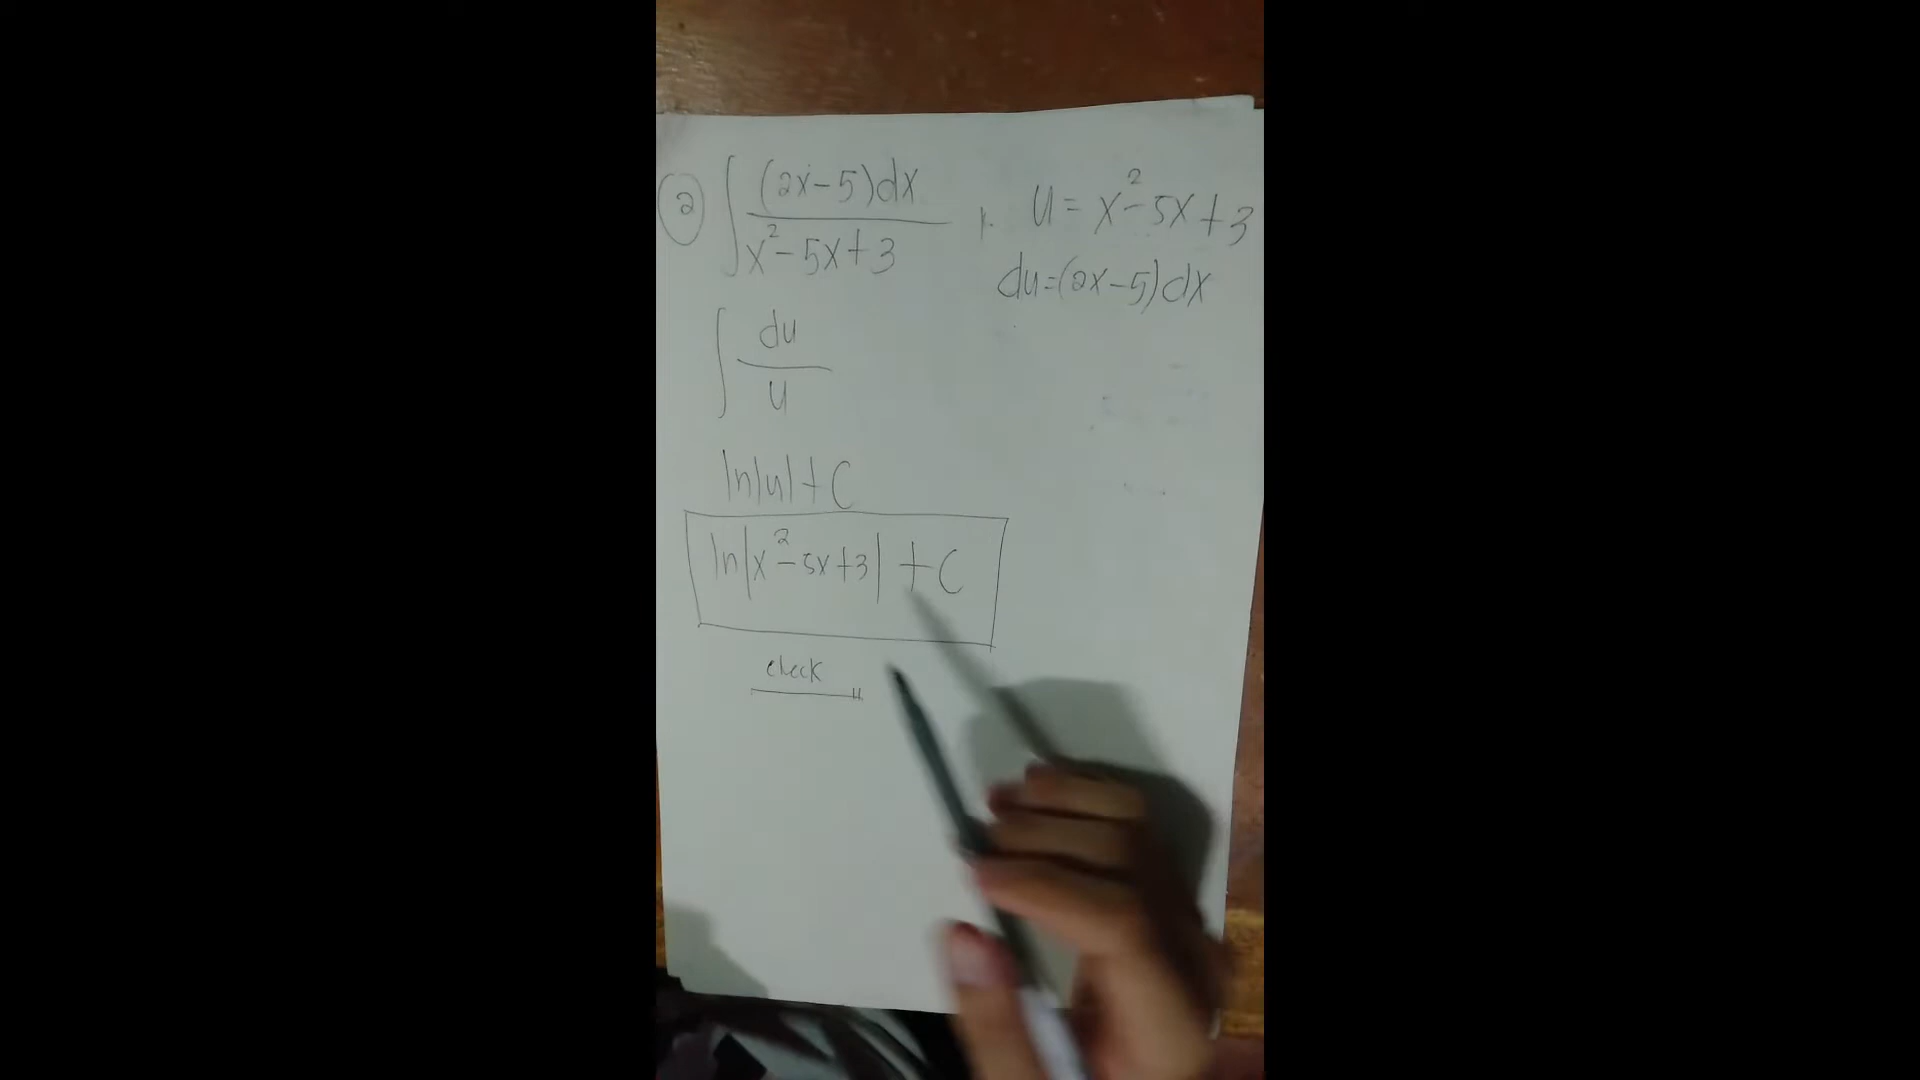 ② ∫ (2x-5)dx / x²-5x+3 , u = x²-5x+3
du=(2x-5)dx
∫ du / u
ln|u|+C
ln|x²-5x+3| +C
check